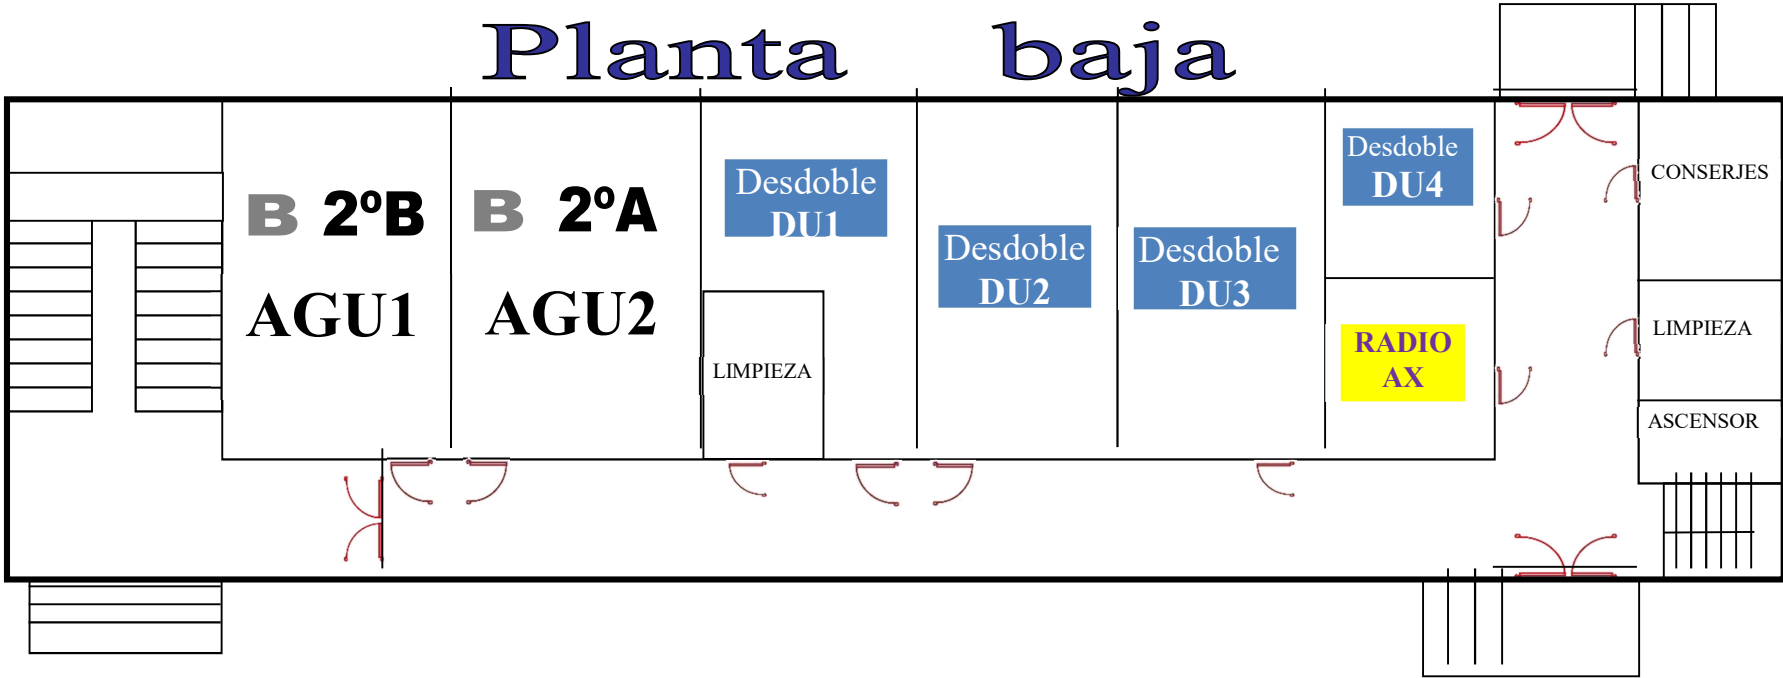 Planta baja
B 2ºB
AGU1
B 2ºA
AGU2
Desdoble
DU1
LIMPIEZA
Desdoble
DU2
Desdoble
DU3
Desdoble
DU4
RADIO
AX
CONSERJES
LIMPIEZA
ASCENSOR